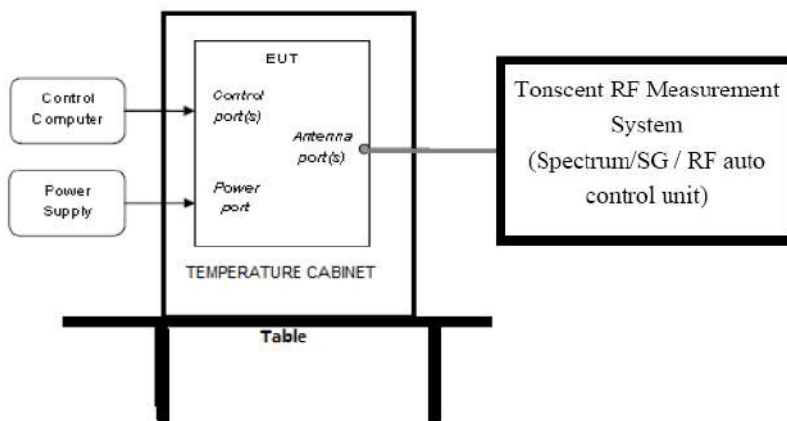 Control
Computer
Power
Supply
EUT
Control
port(s)
Antenna
port(s)
Power
port
TEMPERATURE CABINET
Table
Tonscent RF Measurement
System
(Spectrum/SG / RF auto
control unit)